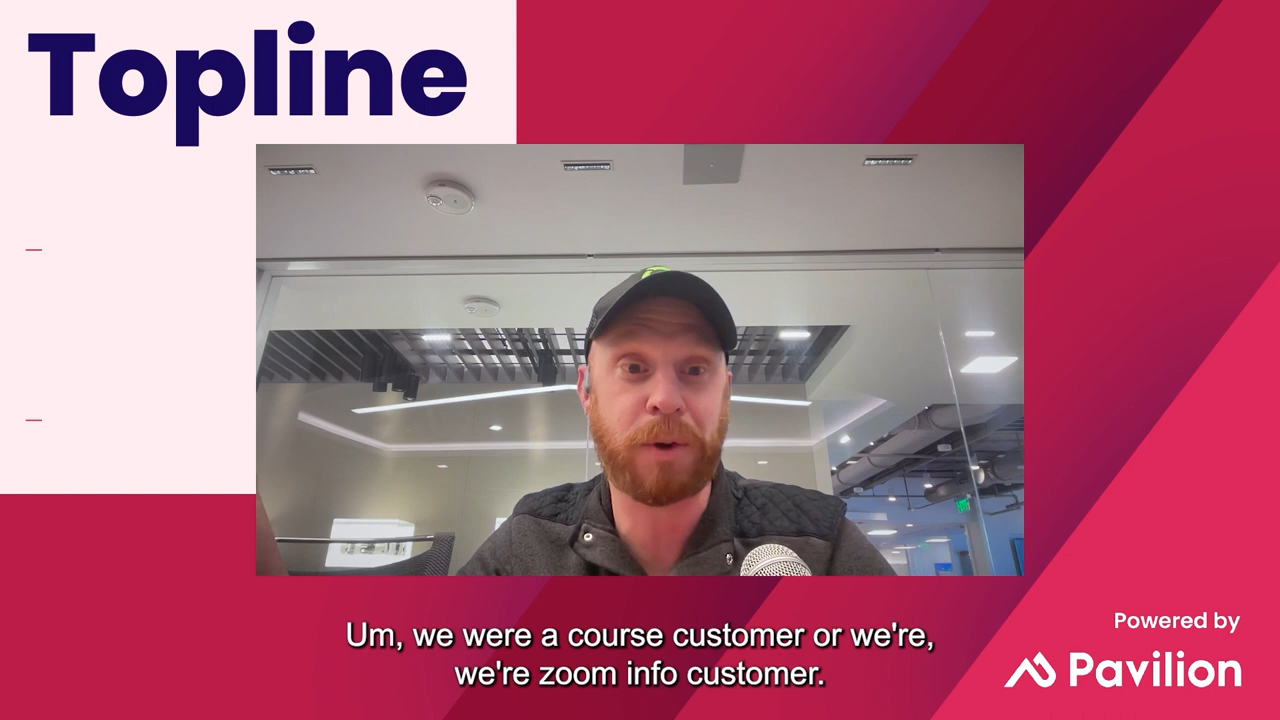 Topline
Um, we were a course customer or we're,
we're zoom info customer.
Powered by
Pavilion